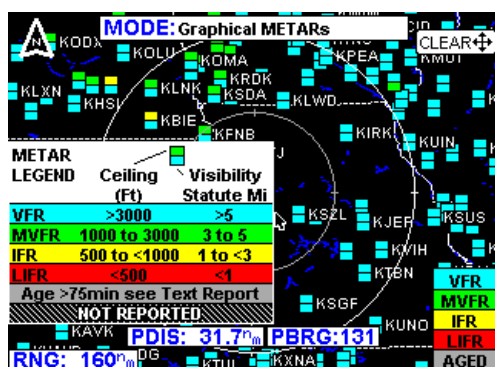 MODE: Graphical METARs
N
CLEAR
KODX
KOLU
KOMA
KPEA
KRDK
KLXN
KHSI
KLNK
KSDA
KLWD
KBIE
KFNB
KIRK
KUIN
METAR
LEGEND Ceiling (Ft) Visibility Statute Mi
VFR >3000 >5
MVFR 1000 to 3000 3 to 5
IFR 500 to <1000 1 to <3
LIFR <500 <1
Age >75min see Text Report
NOT REPORTED
KSZL
KJEF
KSUS
KVIH
KTBN
KSGF
KUNO
KAVK
VFR
MVFR
IFR
LIFR
AGED
PDIS: 31.7nm PBRG:131
RNG: 160nm
DG
KTUL
KXNA